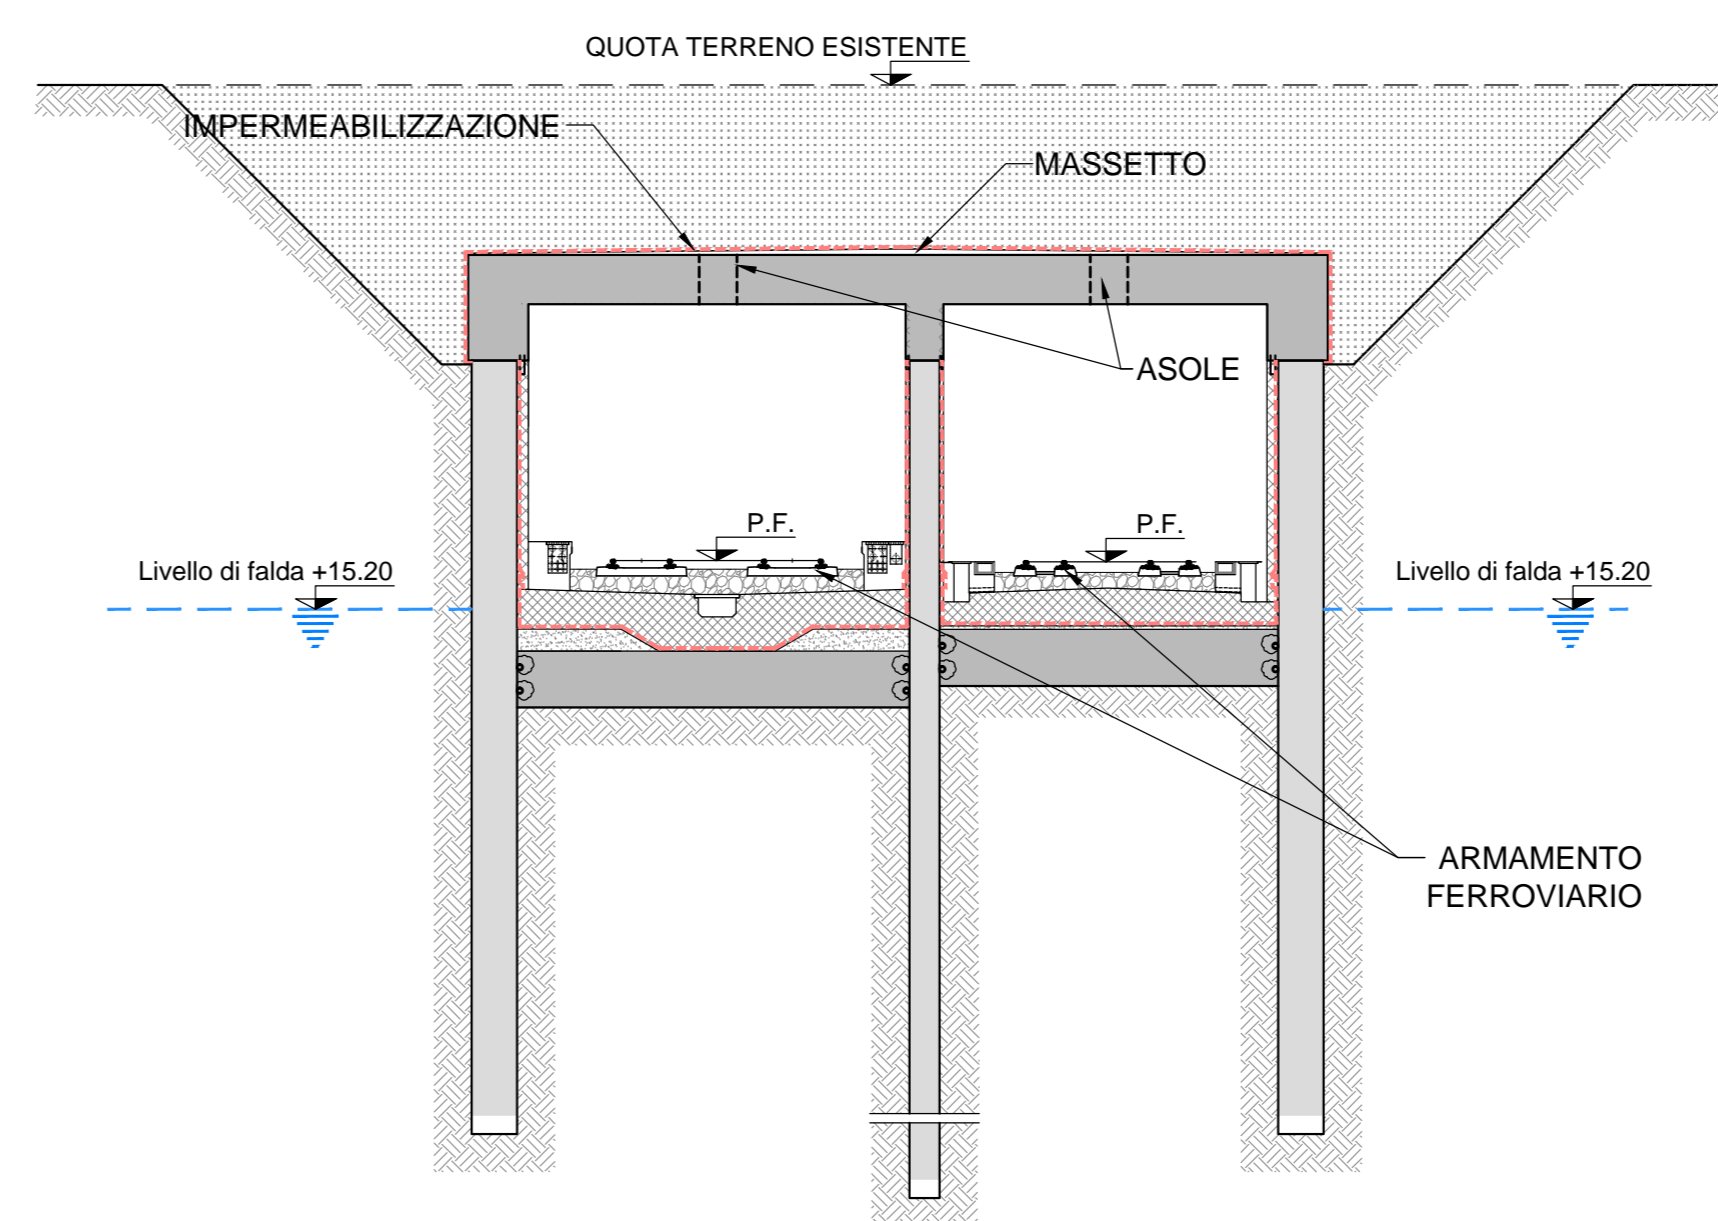 QUOTA TERRENO ESISTENTE
IMPERMEABILIZZAZIONE
MASSETTO
ASOLE
P.F.
P.F.
Livello di falda +15.20
Livello di falda +15.20
ARMAMENTO
FERROVIARIO